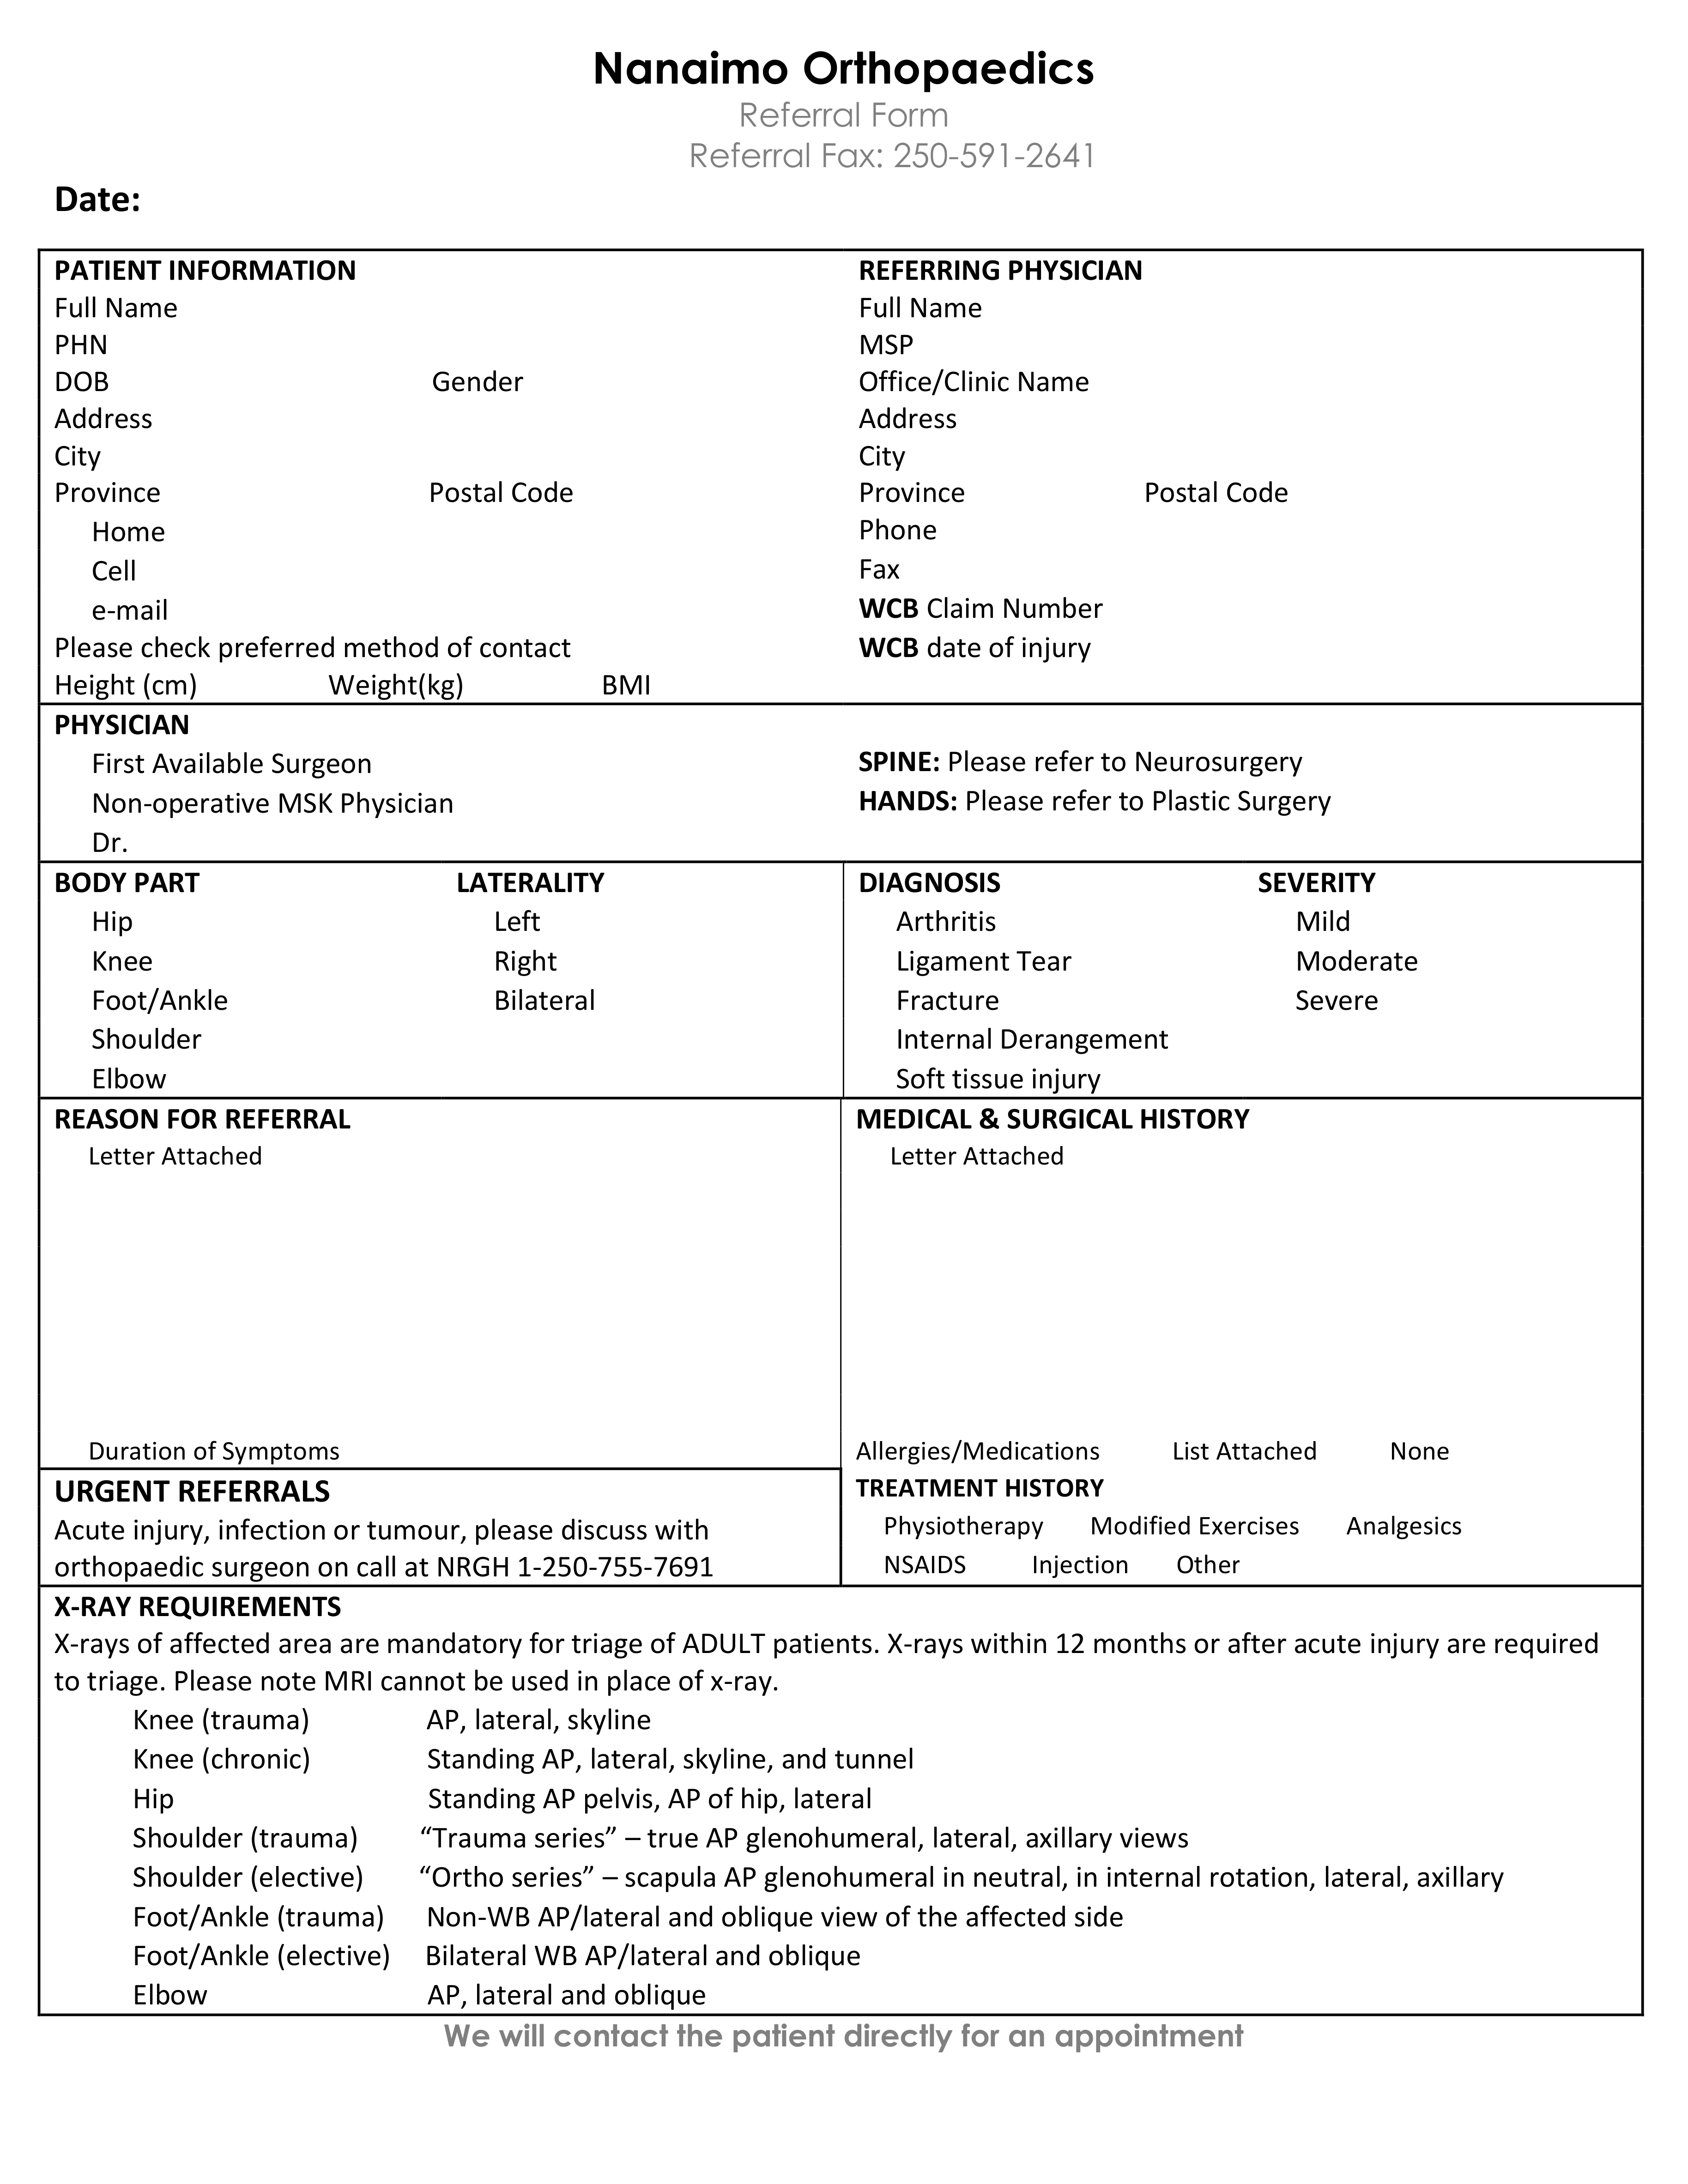 Nanaimo Orthopaedics
Referral Form
Referral Fax: 250-591-2641
Date:
PATIENT INFORMATION
Full Name
PHN
DOB Gender
Address
City
Province Postal Code
Home
Cell
e-mail
Please check preferred method of contact
Height (cm) Weight(kg) BMI
REFERRING PHYSICIAN
Full Name
MSP
Office/Clinic Name
Address
City
Province Postal Code
Phone
Fax
WCB Claim Number
WCB date of injury
PHYSICIAN
First Available Surgeon
Non-operative MSK Physician
Dr.
SPINE: Please refer to Neurosurgery
HANDS: Please refer to Plastic Surgery
BODY PART LATERALITY
Hip Left
Knee Right
Foot/Ankle Bilateral
Shoulder
Elbow
DIAGNOSIS SEVERITY
Arthritis Mild
Ligament Tear Moderate
Fracture Severe
Internal Derangement
Soft tissue injury
REASON FOR REFERRAL
Letter Attached
Duration of Symptoms
MEDICAL & SURGICAL HISTORY
Letter Attached
Allergies/Medications List Attached None
URGENT REFERRALS
Acute injury, infection or tumour, please discuss with
orthopaedic surgeon on call at NRGH 1-250-755-7691
TREATMENT HISTORY
Physiotherapy Modified Exercises Analgesics
NSAIDS Injection Other
X-RAY REQUIREMENTS
X-rays of affected area are mandatory for triage of ADULT patients. X-rays within 12 months or after acute injury are required
to triage. Please note MRI cannot be used in place of x-ray.
Knee (trauma) AP, lateral, skyline
Knee (chronic) Standing AP, lateral, skyline, and tunnel
Hip Standing AP pelvis, AP of hip, lateral
Shoulder (trauma) “Trauma series” – true AP glenohumeral, lateral, axillary views
Shoulder (elective) “Ortho series” – scapula AP glenohumeral in neutral, in internal rotation, lateral, axillary
Foot/Ankle (trauma) Non-WB AP/lateral and oblique view of the affected side
Foot/Ankle (elective) Bilateral WB AP/lateral and oblique
Elbow AP, lateral and oblique
We will contact the patient directly for an appointment